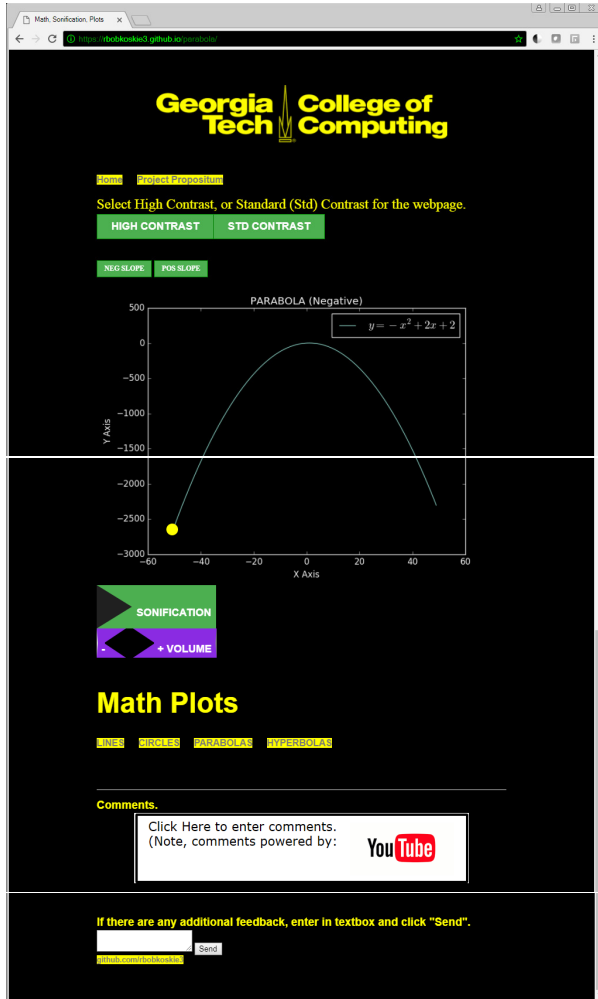 Math, Sonification, Plots
https://rbobkoskie3.github.io/parabola/
Georgia Tech College of Computing
Home Project Propositum
Select High Contrast, or Standard (Std) Contrast for the webpage.
HIGH CONTRAST STD CONTRAST
NEG SLOPE POS SLOPE
PARABOLA (Negative)
y = − x² + 2x + 2
500
0
−500
−1000
−1500
−2000
−2500
−3000
Y Axis
−60 −40 −20 0 20 40 60
X Axis
SONIFICATION
- + VOLUME
Math Plots
LINES CIRCLES PARABOLAS HYPERBOLAS
Comments.
Click Here to enter comments.
(Note, comments powered by: YouTube
If there are any additional feedback, enter in textbox and click "Send".
Send
github.com/rbobkoskie3